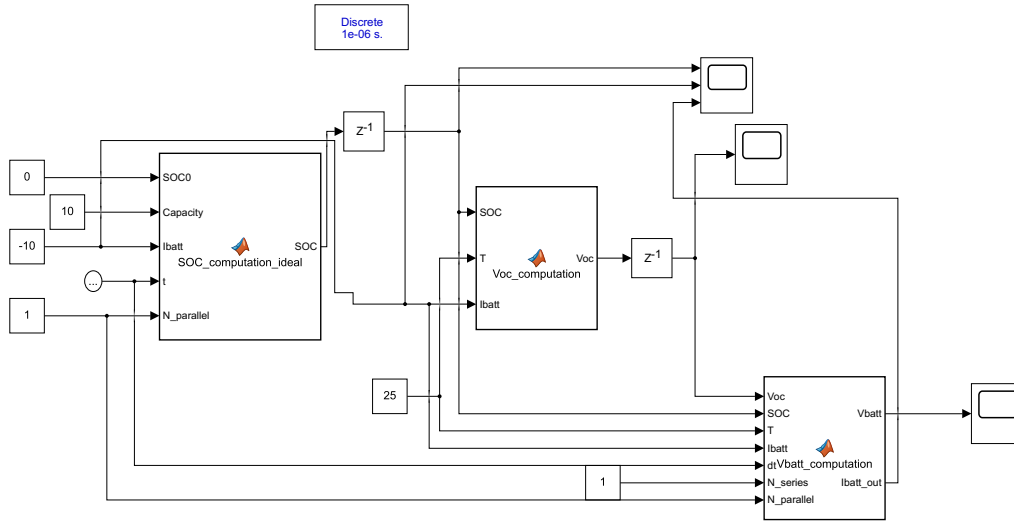 Discrete
1e-06 s.
Z-1
0
SOC0
10
Capacity
-10
Ibatt
SOC
SOC_computation_ideal
...
t
1
N_parallel
SOC
T
Voc
Voc_computation
Ibatt
Z-1
25
Voc
SOC
Vbatt
T
Ibatt
dt
Vbatt_computation
1
N_series
Ibatt_out
N_parallel